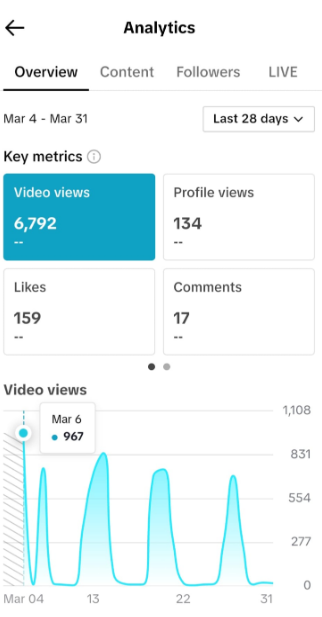 Analytics
Overview Content Followers LIVE
Mar 4 - Mar 31 Last 28 days
Key metrics
Video views Profile views
6,792 134
-- --
Likes Comments
159 17
-- --
Video views
1,108
Mar 6
967
831
554
277
0
Mar 04 13 22 31